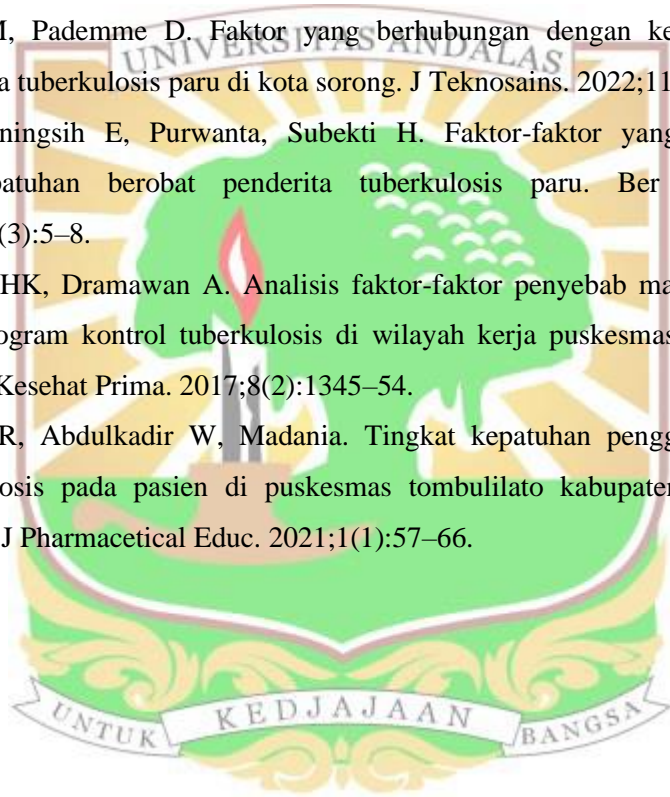 M, Pademme D. Faktor yang berhubungan dengan ke
UNIVERSITAS ANDALAS
a tuberkulosis paru di kota sorong. J Teknosains. 2022;11
ningsih E, Purwanta, Subekti H. Faktor-faktor yang
patuhan berobat penderita tuberkulosis paru. Ber
(3):5–8.
HK, Dramawan A. Analisis faktor-faktor penyebab ma
ogram kontrol tuberkulosis di wilayah kerja puskesmas
Kesehat Prima. 2017;8(2):1345–54.
R, Abdulkadir W, Madania. Tingkat kepatuhan pengg
osis pada pasien di puskesmas tombulilato kabupaten
J Pharmacetical Educ. 2021;1(1):57–66.
UNTUK KEDJAJAAN BANGSA